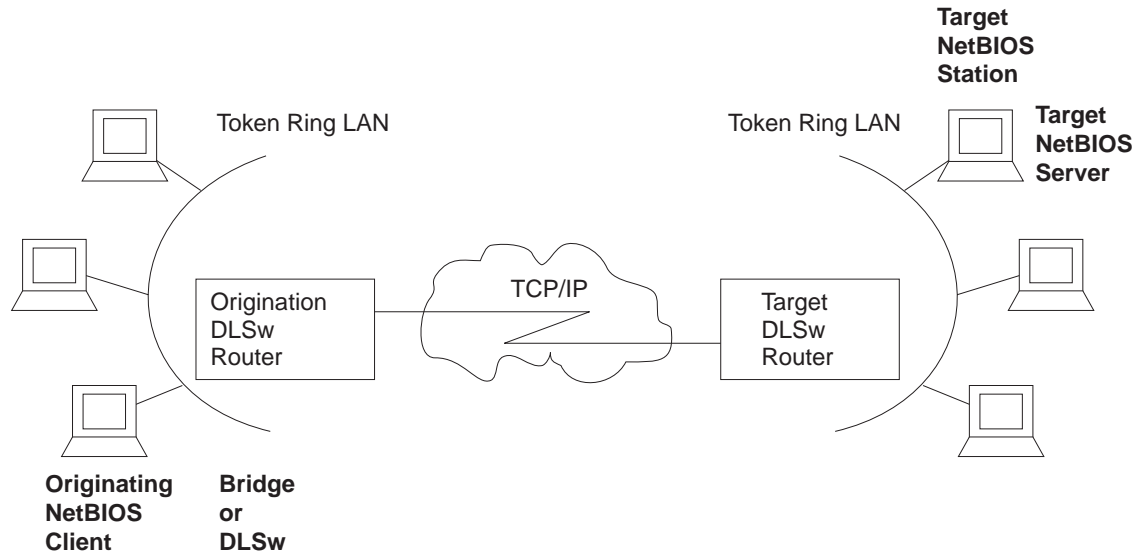 Target
NetBIOS
Station
Token Ring LAN
Token Ring LAN
Target
NetBIOS
Server
Origination
DLSw
Router
TCP/IP
Target
DLSw
Router
Originating
NetBIOS
Client
Bridge
or
DLSw